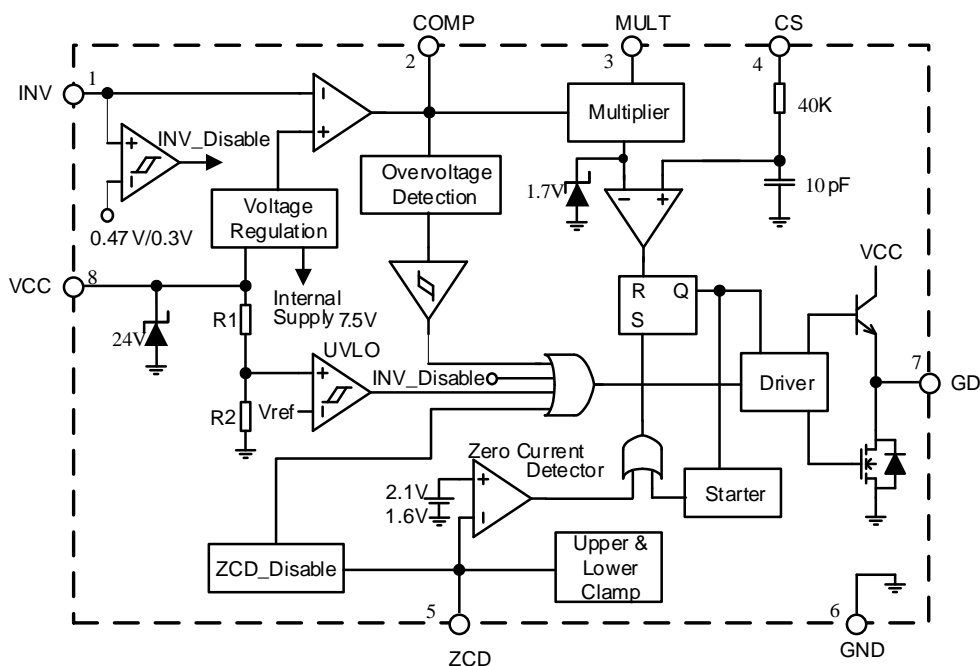 COMP
MULT
CS
2
3
4
INV
1
40K
Multiplier
INV_Disable
Overvoltage
Detection
1.7V
10 pF
Voltage
Regulation
0.47 V/0.3V
VCC
8
VCC
Internal
Supply 7.5V
R Q
S
R1
24V
UVLO
INV_Disable
7
GD
Driver
R2
Vref
Zero Current
Detector
2.1V
1.6V
Starter
ZCD_Disable
Upper &
Lower
Clamp
5
6
ZCD
GND